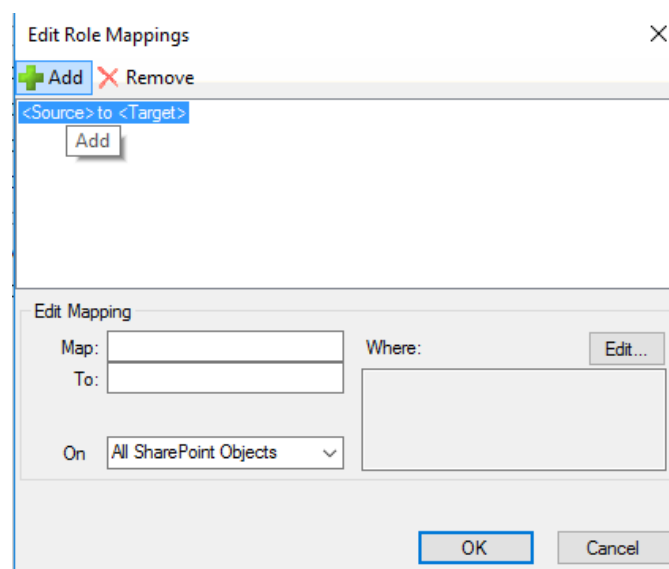 Edit Role Mappings
Add Remove
<Source> to <Target>
Add
Edit Mapping
Map:
To:
Where:
Edit...
On All SharePoint Objects
OK Cancel